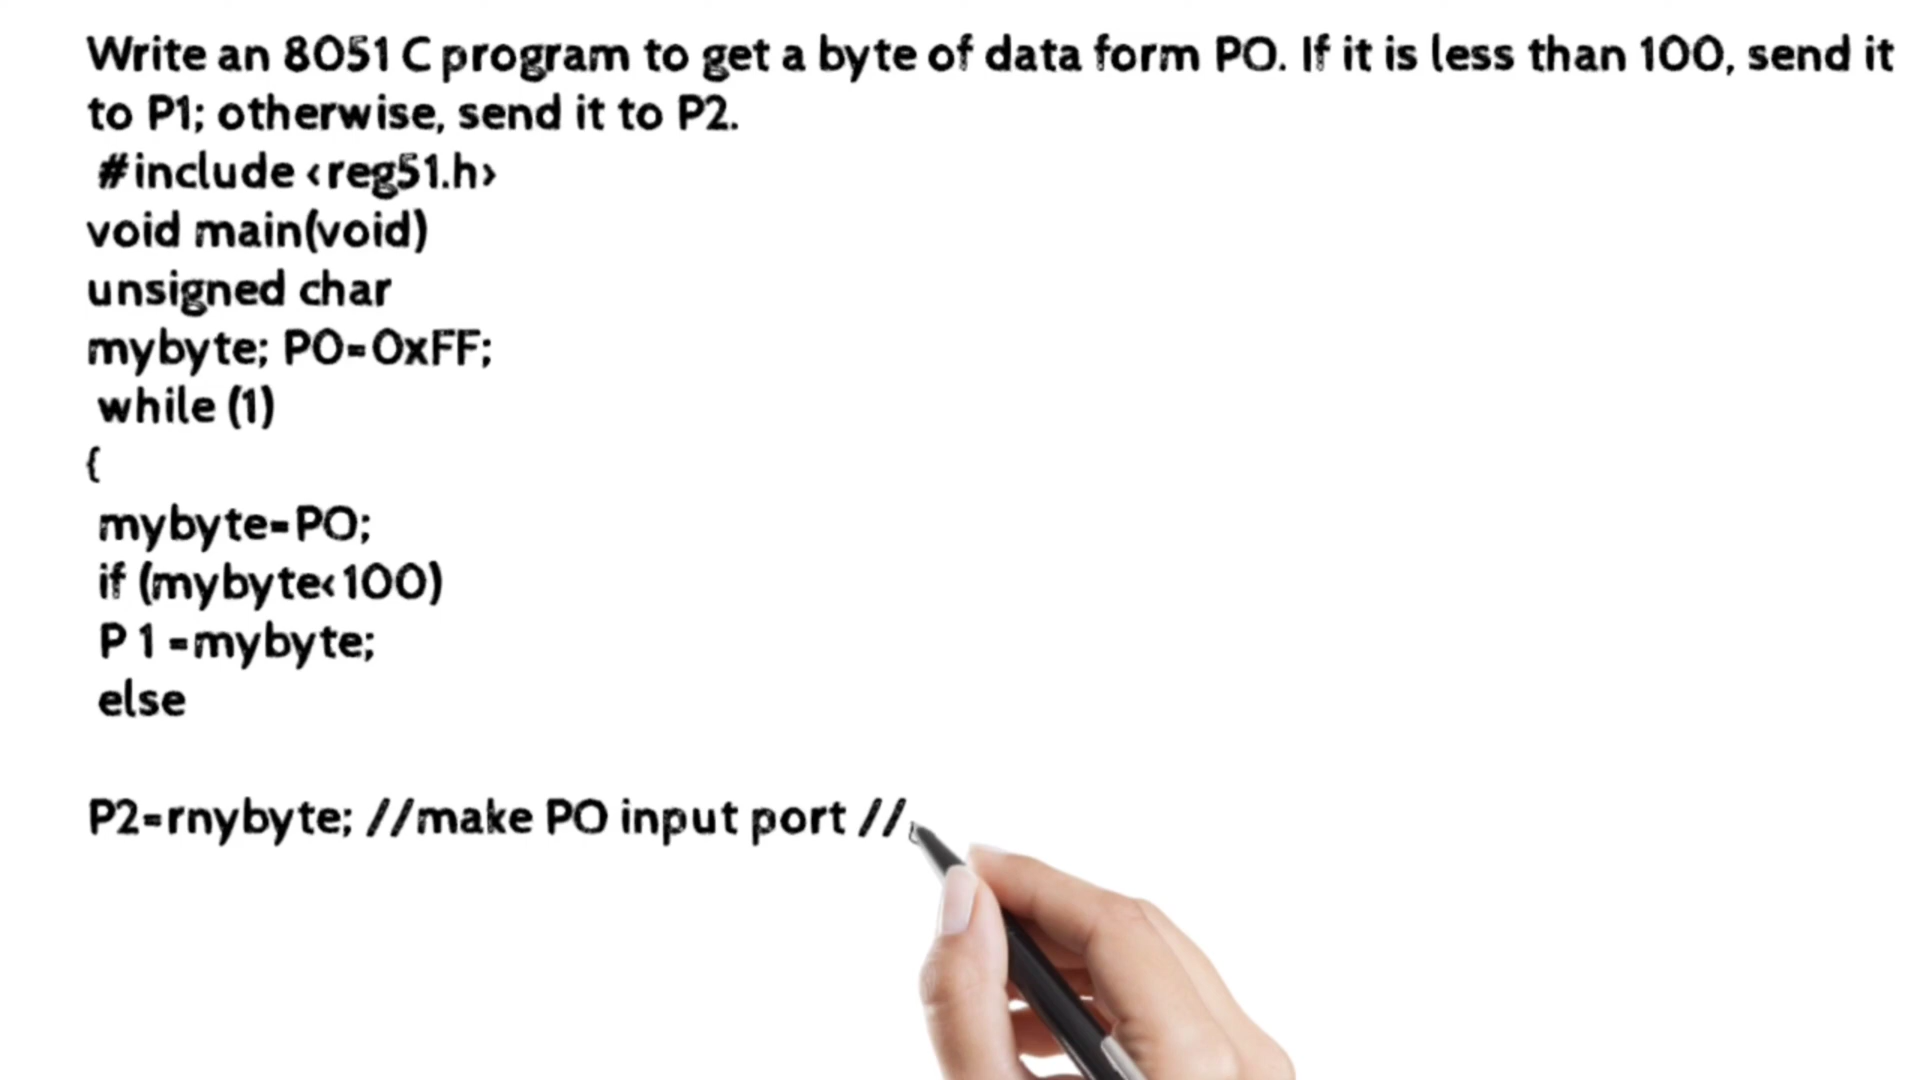 Write an 8051 C program to get a byte of data form PO. If it is less than 100, send it
to P1; otherwise, send it to P2.
#include <reg51.h>
void main(void)
unsigned char
mybyte; PO=0xFF;
while (1)
{
mybyte=PO;
if (mybyte<100)
P 1 =mybyte;
else
P2=rnybyte; //make PO input port //